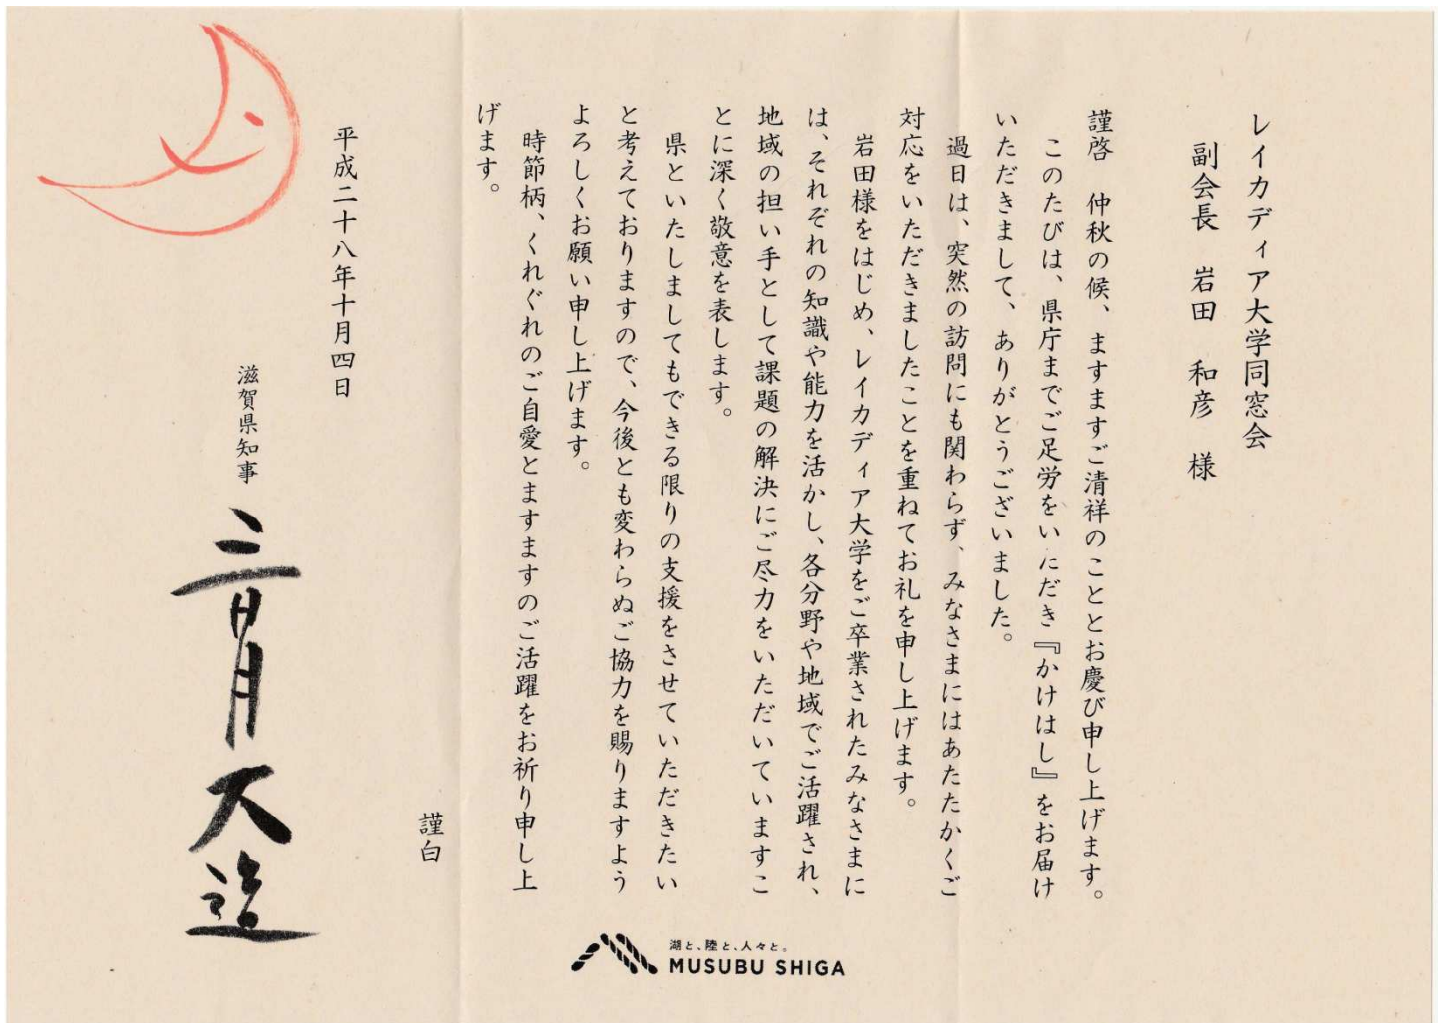 レイカディア大学同窓会
副会長　岩田　和彦　様
謹啓　仲秋の候、ますますご清祥のこととお慶び申し上げます。
このたびは、県庁までご足労をいただき『かけはし』をお届け
いただきまして、ありがとうございました。
過日は、突然の訪問にも関わらず、みなさまにはあたたかくご
対応をいただきましたことを重ねてお礼を申し上げます。
岩田様をはじめ、レイカディア大学をご卒業されたみなさまに
は、それぞれの知識や能力を活かし、各分野や地域でご活躍され、
地域の担い手として課題の解決にご尽力をいただいていますこ
とに深く敬意を表します。
県といたしましてもできる限りの支援をさせていただきたい
と考えておりますので、今後とも変わらぬご協力を賜りますよう
よろしくお願い申し上げます。
時節柄、くれぐれのご自愛とますますのご活躍をお祈り申し上
げます。
謹白
平成二十八年十月四日
滋賀県知事　三日月大造
湖と、陸と、人々と。
MUSUBU SHIGA